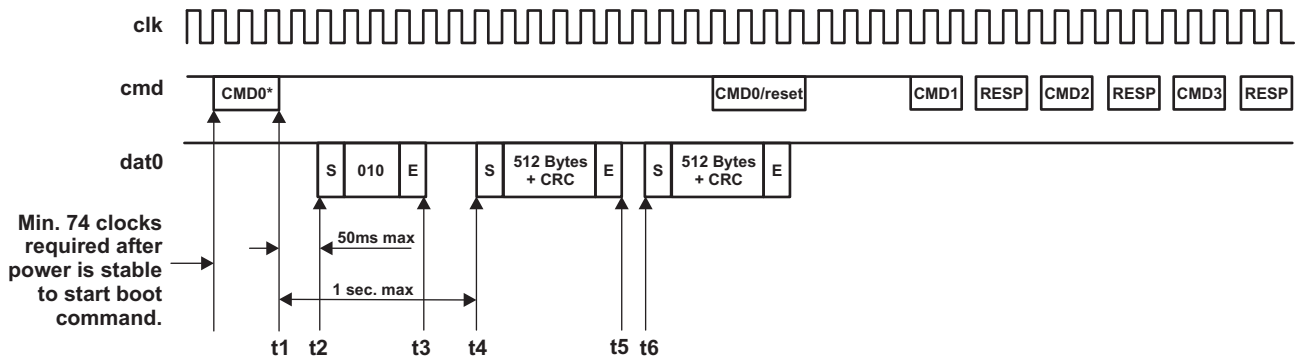 clk
cmd
CMD0*
CMD0/reset
CMD1
RESP
CMD2
RESP
CMD3
RESP
dat0
S
010
E
S
512 Bytes
+ CRC
E
S
512 Bytes
+ CRC
E
Min. 74 clocks
required after
power is stable
to start boot
command.
50ms max
1 sec. max
t1
t2
t3
t4
t5
t6